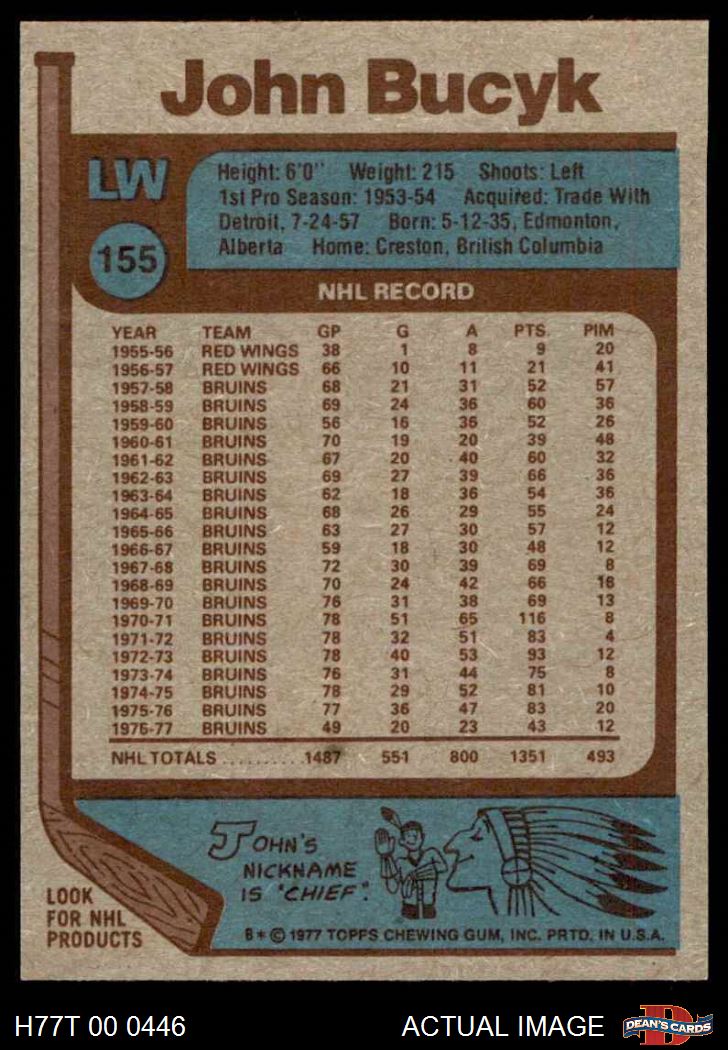 John Bucyk
LW
155
Height: 6'0" Weight: 215 Shoots: Left
1st Pro Season: 1953-54 Acquired: Trade With
Detroit, 7-24-57 Born: 5-12-35, Edmonton,
Alberta Home: Creston, British Columbia
NHL RECORD
YEAR TEAM GP G A PTS. PIM
1955-56 RED WINGS 38 1 8 9 20
1956-57 RED WINGS 66 10 11 21 41
1957-58 BRUINS 68 21 31 52 57
1958-59 BRUINS 69 24 36 60 36
1959-60 BRUINS 56 16 36 52 26
1960-61 BRUINS 70 19 20 39 48
1961-62 BRUINS 67 20 40 60 32
1962-63 BRUINS 69 27 39 66 36
1963-64 BRUINS 62 18 36 54 36
1964-65 BRUINS 68 26 29 55 24
1965-66 BRUINS 63 27 30 57 12
1966-67 BRUINS 59 18 30 48 12
1967-68 BRUINS 72 30 39 69 8
1968-69 BRUINS 70 24 42 66 18
1969-70 BRUINS 76 31 38 69 13
1970-71 BRUINS 78 51 65 116 8
1971-72 BRUINS 78 32 51 83 4
1972-73 BRUINS 78 40 53 93 12
1973-74 BRUINS 76 31 44 75 8
1974-75 BRUINS 78 29 52 81 10
1975-76 BRUINS 77 36 47 83 20
1976-77 BRUINS 49 20 23 43 12
NHL TOTALS .......... 1487 551 800 1351 493
JOHN'S
NICKNAME
IS "CHIEF".
LOOK
FOR NHL
PRODUCTS
B * © 1977 TOPPS CHEWING GUM, INC. PRTD. IN U.S.A.
H77T 00 0446 ACTUAL IMAGE
D
DEAN'S CARDS